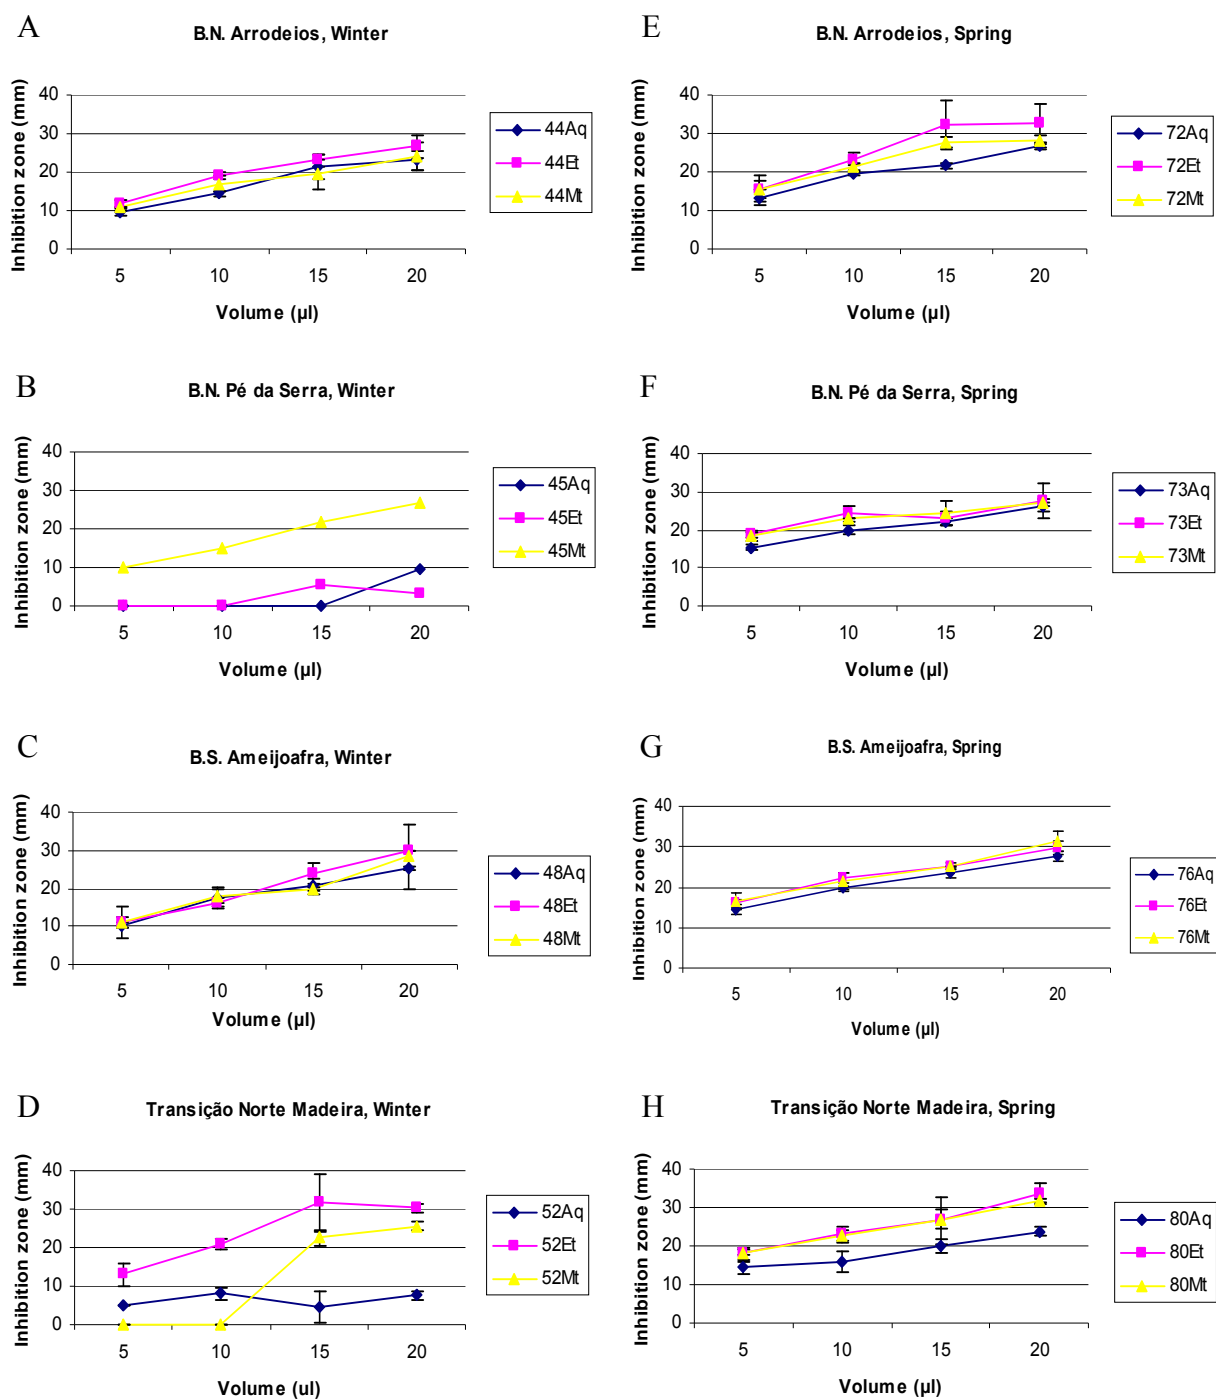 A
B.N. Arrodeios, Winter
Inhibition zone (mm)
40
30
20
10
0
5 10 15 20
Volume (µl)
44Aq
44Et
44Mt
E
B.N. Arrodeios, Spring
Inhibition zone (mm)
40
30
20
10
0
5 10 15 20
Volume (µl)
72Aq
72Et
72Mt
B
B.N. Pé da Serra, Winter
Inhibition zone (mm)
40
30
20
10
0
5 10 15 20
Volume (µl)
45Aq
45Et
45Mt
F
B.N. Pé da Serra, Spring
Inhibition zone (mm)
40
30
20
10
0
5 10 15 20
Volume (µl)
73Aq
73Et
73Mt
C
B.S. Ameijoafra, Winter
Inhibition zone (mm)
40
30
20
10
0
5 10 15 20
Volume (µl)
48Aq
48Et
48Mt
G
B.S. Ameijoafra, Spring
Inhibition zone (mm)
40
30
20
10
0
5 10 15 20
Volume (µl)
76Aq
76Et
76Mt
D
Transição Norte Madeira, Winter
Inhibition zone (mm)
40
30
20
10
0
5 10 15 20
Volume (ul)
52Aq
52Et
52Mt
H
Transição Norte Madeira, Spring
Inhibition zone (mm)
40
30
20
10
0
5 10 15 20
Volume (µl)
80Aq
80Et
80Mt